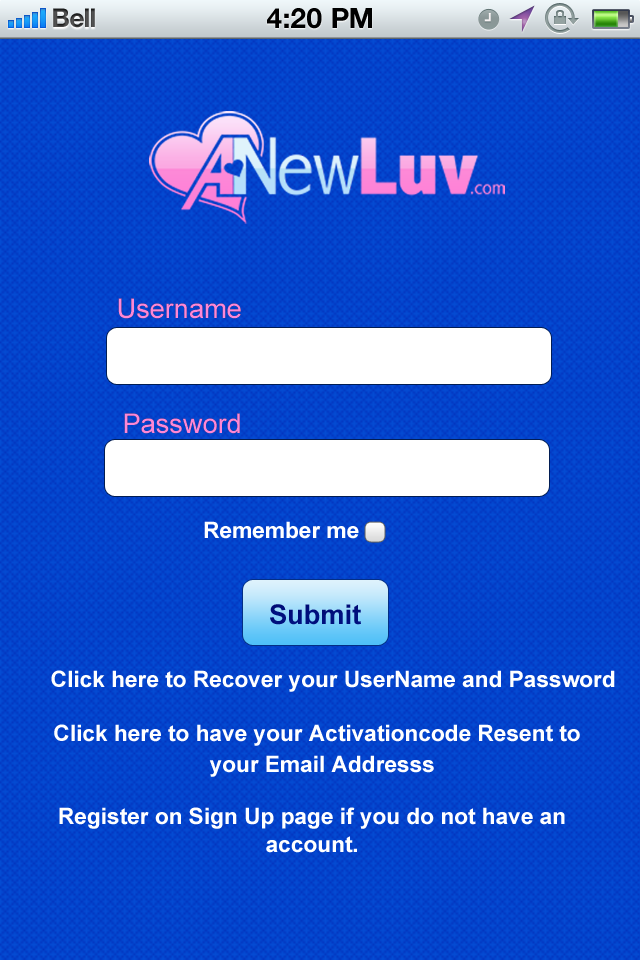 Bell 4:20 PM
ANewLuv.com
Username
Password
Remember me
Submit
Click here to Recover your UserName and Password
Click here to have your Activationcode Resent to
your Email Addresss
Register on Sign Up page if you do not have an
account.